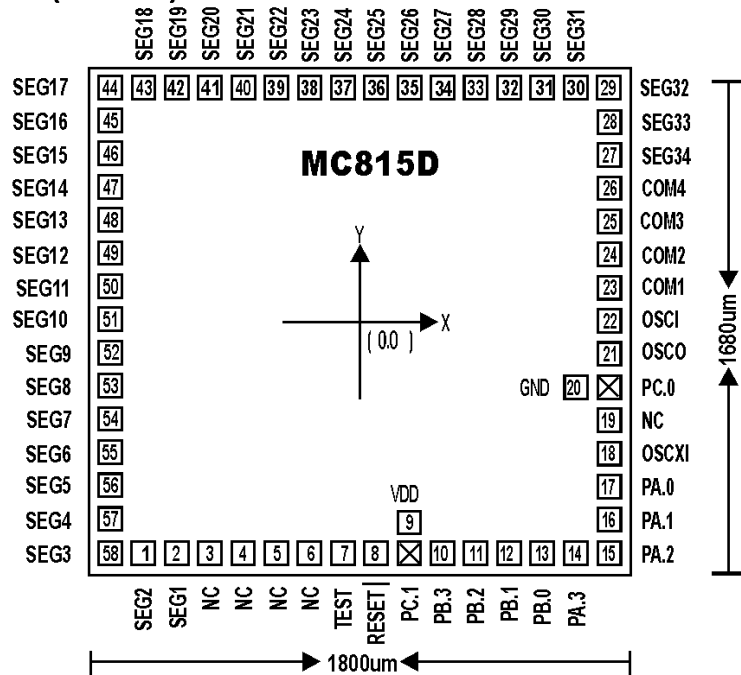 SEG18 SEG19 SEG20 SEG21 SEG22 SEG23 SEG24 SEG25 SEG26 SEG27 SEG28 SEG29 SEG30 SEG31
SEG17 44 43 42 41 40 39 38 37 36 35 34 33 32 31 30 29 SEG32
SEG16 45 28 SEG33
SEG15 46 27 SEG34
MC815D
SEG14 47 26 COM4
SEG13 48 25 COM3
Y
SEG12 49 24 COM2
SEG11 50 23 COM1
SEG10 51 X 22 OSCI
(0.0)
SEG9 52 21 OSCO
1680um
SEG8 53 GND 20 PC.0
SEG7 54 19 NC
SEG6 55 18 OSCXI
SEG5 56 17 PA.0
VDD
SEG4 57 9 16 PA.1
SEG3 58 1 2 3 4 5 6 7 8 10 11 12 13 14 15 PA.2
SEG2 SEG1 NC NC NC NC TEST RESET PC.1 PB.3 PB.2 PB.1 PB.0 PA.3
1800um